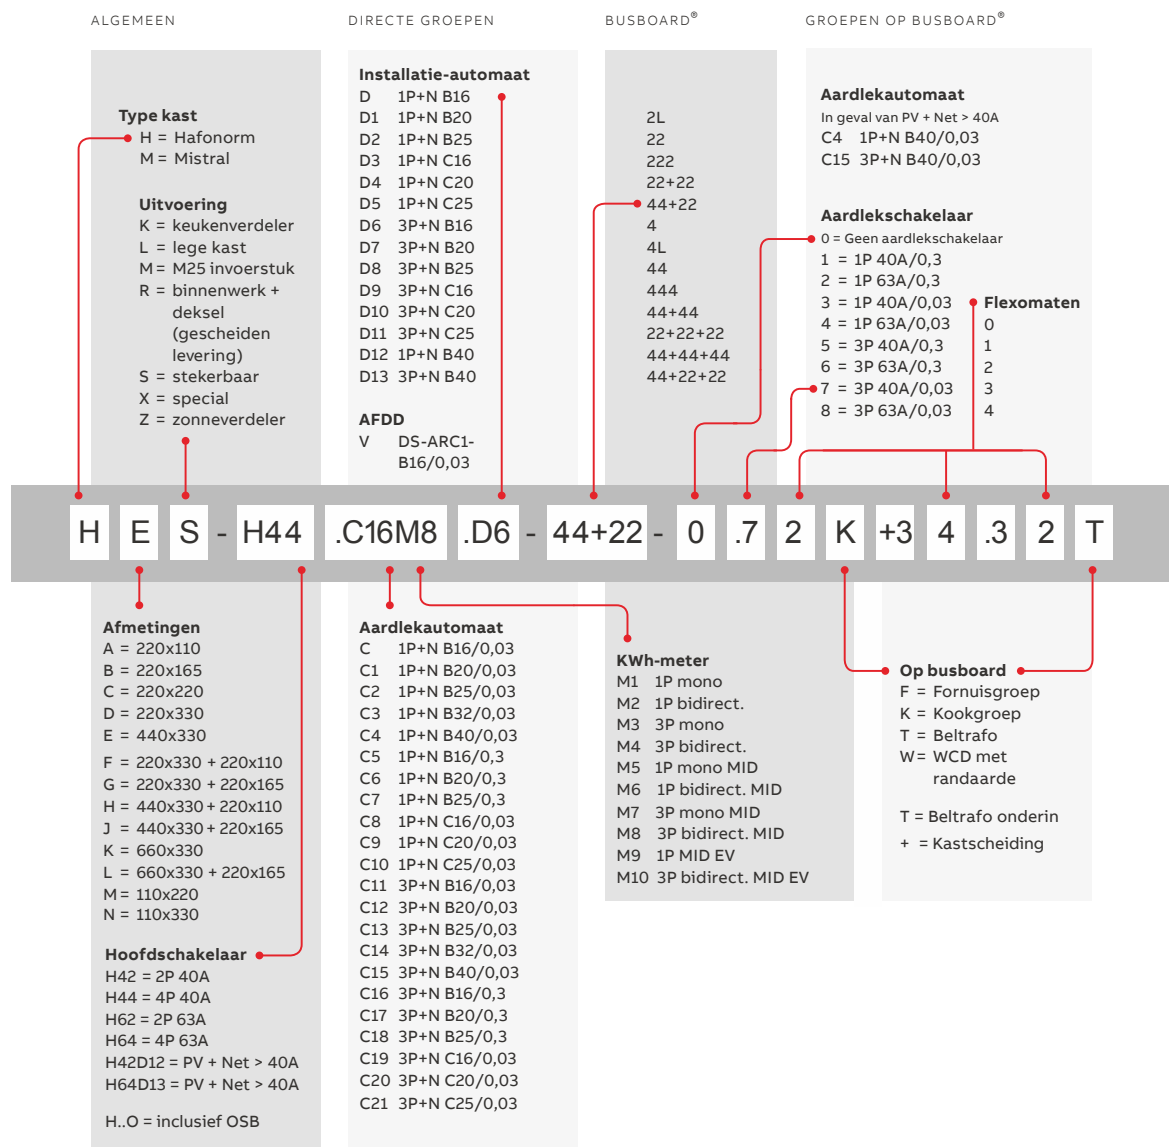 ALGEMEEN
DIRECTE GROEPEN
BUSBOARD®
GROEPEN OP BUSBOARD®
Type kast
H = Hafonorm
M = Mistral
Uitvoering
K = keukenverdeler
L = lege kast
M = M25 invoerstuk
R = binnenwerk +
deksel
(gescheiden
levering)
S = stekerbaar
X = special
Z = zonneverdeler
Installatie-automaat
D 1P+N B16
D1 1P+N B20
D2 1P+N B25
D3 1P+N C16
D4 1P+N C20
D5 1P+N C25
D6 3P+N B16
D7 3P+N B20
D8 3P+N B25
D9 3P+N C16
D10 3P+N C20
D11 3P+N C25
D12 1P+N B40
D13 3P+N B40
AFDD
V DS-ARC1-
B16/0,03
2L
22
222
22+22
44+22
4
4L
44
444
44+44
22+22+22
44+44+44
44+22+22
Aardlekautomaat
In geval van PV + Net > 40A
C4 1P+N B40/0,03
C15 3P+N B40/0,03
Aardlekschakelaar
0 = Geen aardlekschakelaar
1 = 1P 40A/0,3
2 = 1P 63A/0,3
3 = 1P 40A/0,03
4 = 1P 63A/0,03
5 = 3P 40A/0,3
6 = 3P 63A/0,3
7 = 3P 40A/0,03
8 = 3P 63A/0,03
Flexomaten
0
1
2
3
4
H E S - H44 .C16M8 .D6 - 44+22 - 0 .7 2 K +3 4 .3 2 T
Afmetingen
A = 220x110
B = 220x165
C = 220x220
D = 220x330
E = 440x330
F = 220x330 + 220x110
G = 220x330 + 220x165
H = 440x330 + 220x110
J = 440x330 + 220x165
K = 660x330
L = 660x330 + 220x165
M = 110x220
N = 110x330
Hoofdschakelaar
H42 = 2P 40A
H44 = 4P 40A
H62 = 2P 63A
H64 = 4P 63A
H42D12 = PV + Net > 40A
H64D13 = PV + Net > 40A
H..O = inclusief OSB
Aardlekautomaat
C 1P+N B16/0,03
C1 1P+N B20/0,03
C2 1P+N B25/0,03
C3 1P+N B32/0,03
C4 1P+N B40/0,03
C5 1P+N B16/0,3
C6 1P+N B20/0,3
C7 1P+N B25/0,3
C8 1P+N C16/0,03
C9 1P+N C20/0,03
C10 1P+N C25/0,03
C11 3P+N B16/0,03
C12 3P+N B20/0,03
C13 3P+N B25/0,03
C14 3P+N B32/0,03
C15 3P+N B40/0,03
C16 3P+N B16/0,3
C17 3P+N B20/0,3
C18 3P+N B25/0,3
C19 3P+N C16/0,03
C20 3P+N C20/0,03
C21 3P+N C25/0,03
KWh-meter
M1 1P mono
M2 1P bidirect.
M3 3P mono
M4 3P bidirect.
M5 1P mono MID
M6 1P bidirect. MID
M7 3P mono MID
M8 3P bidirect. MID
M9 1P MID EV
M10 3P bidirect. MID EV
Op busboard
F = Fornuisgroep
K = Kookgroep
T = Beltrafo
W = WCD met
randaarde
T = Beltrafo onderin
+ = Kastscheiding